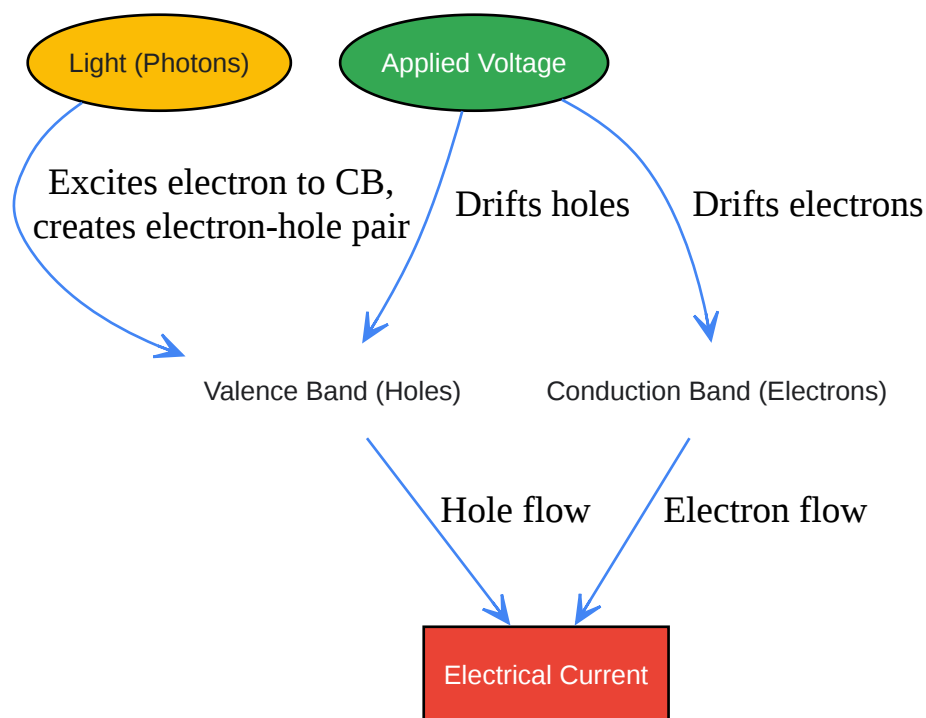 Light (Photons)
Applied Voltage
Excites electron to CB,
creates electron-hole pair
Drifts holes
Drifts electrons
Valence Band (Holes)
Conduction Band (Electrons)
Hole flow
Electron flow
Electrical Current